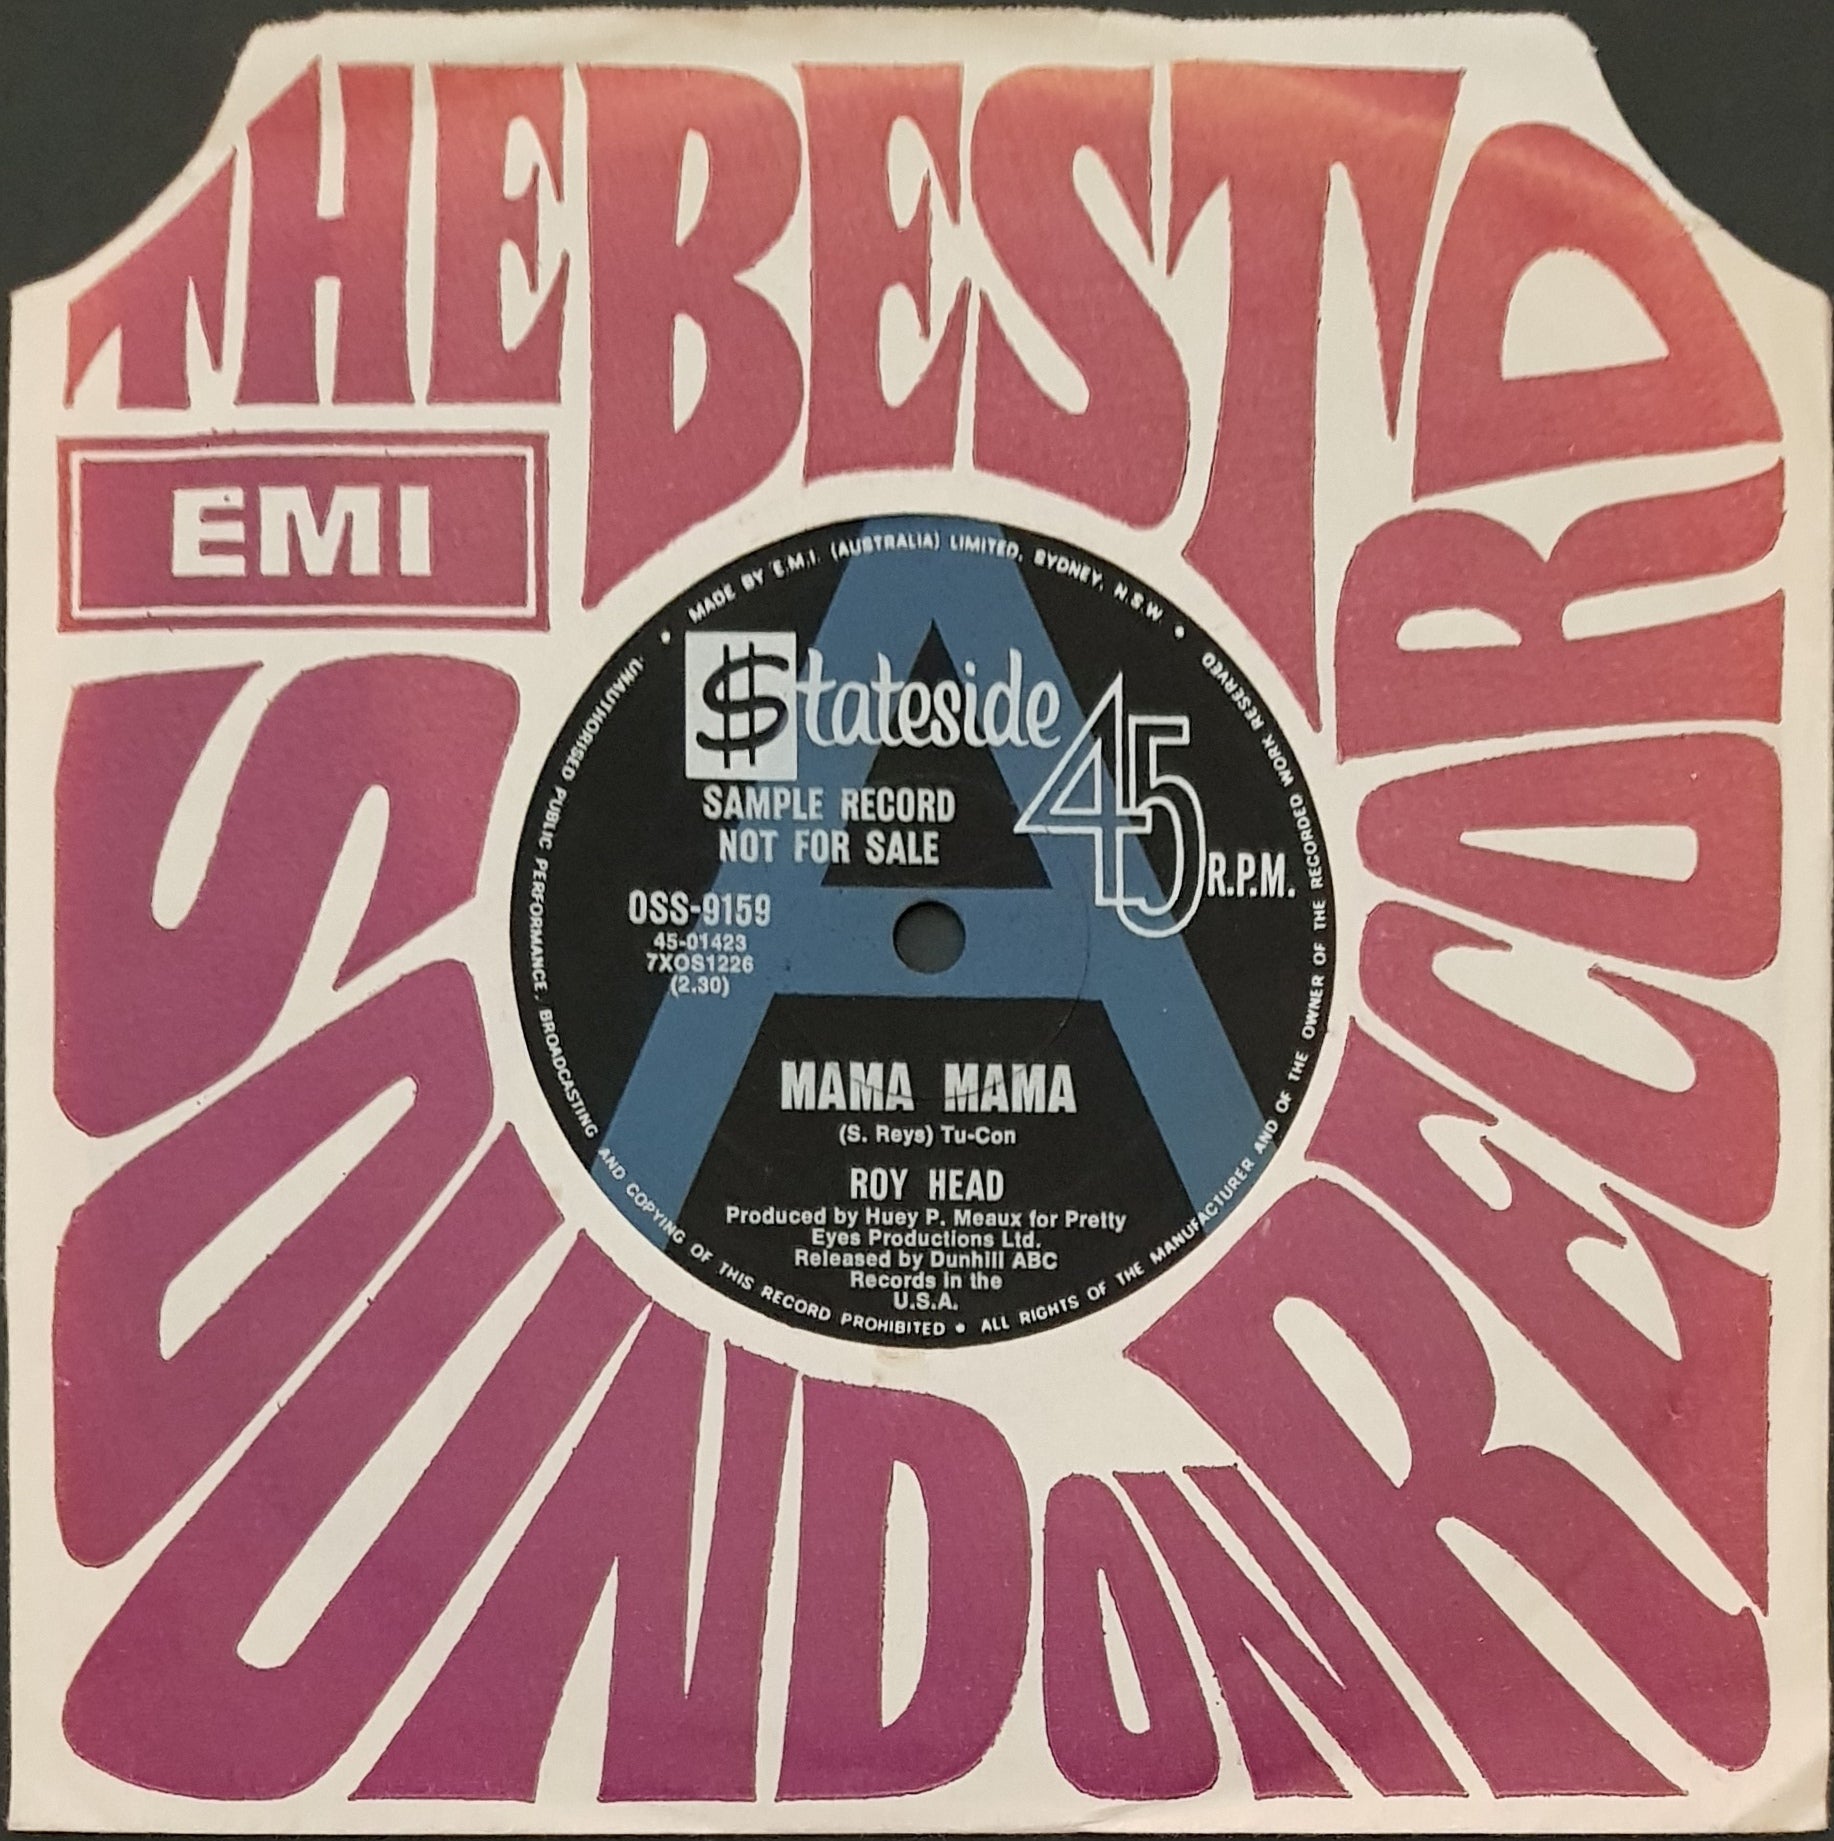 THE BEST
EMI
SOUND ON RECORD
MADE BY E.M.I. (AUSTRALIA) LIMITED, SYDNEY, N.S.W.
$tateside
45
R.P.M.
SAMPLE RECORD
NOT FOR SALE
OSS-9159
45-01423
7XOS1226
(2.30)
MAMA MAMA
(S. Reys) Tu-Con
ROY HEAD
Produced by Huey P. Meaux for Pretty
Eyes Productions Ltd.
Released by Dunhill ABC
Records in the
U.S.A.
UNAUTHORISED PUBLIC PERFORMANCE, BROADCASTING AND COPYING OF THIS RECORD PROHIBITED • ALL RIGHTS OF THE MANUFACTURER AND OF THE OWNER OF THE RECORDED WORK RESERVED
A